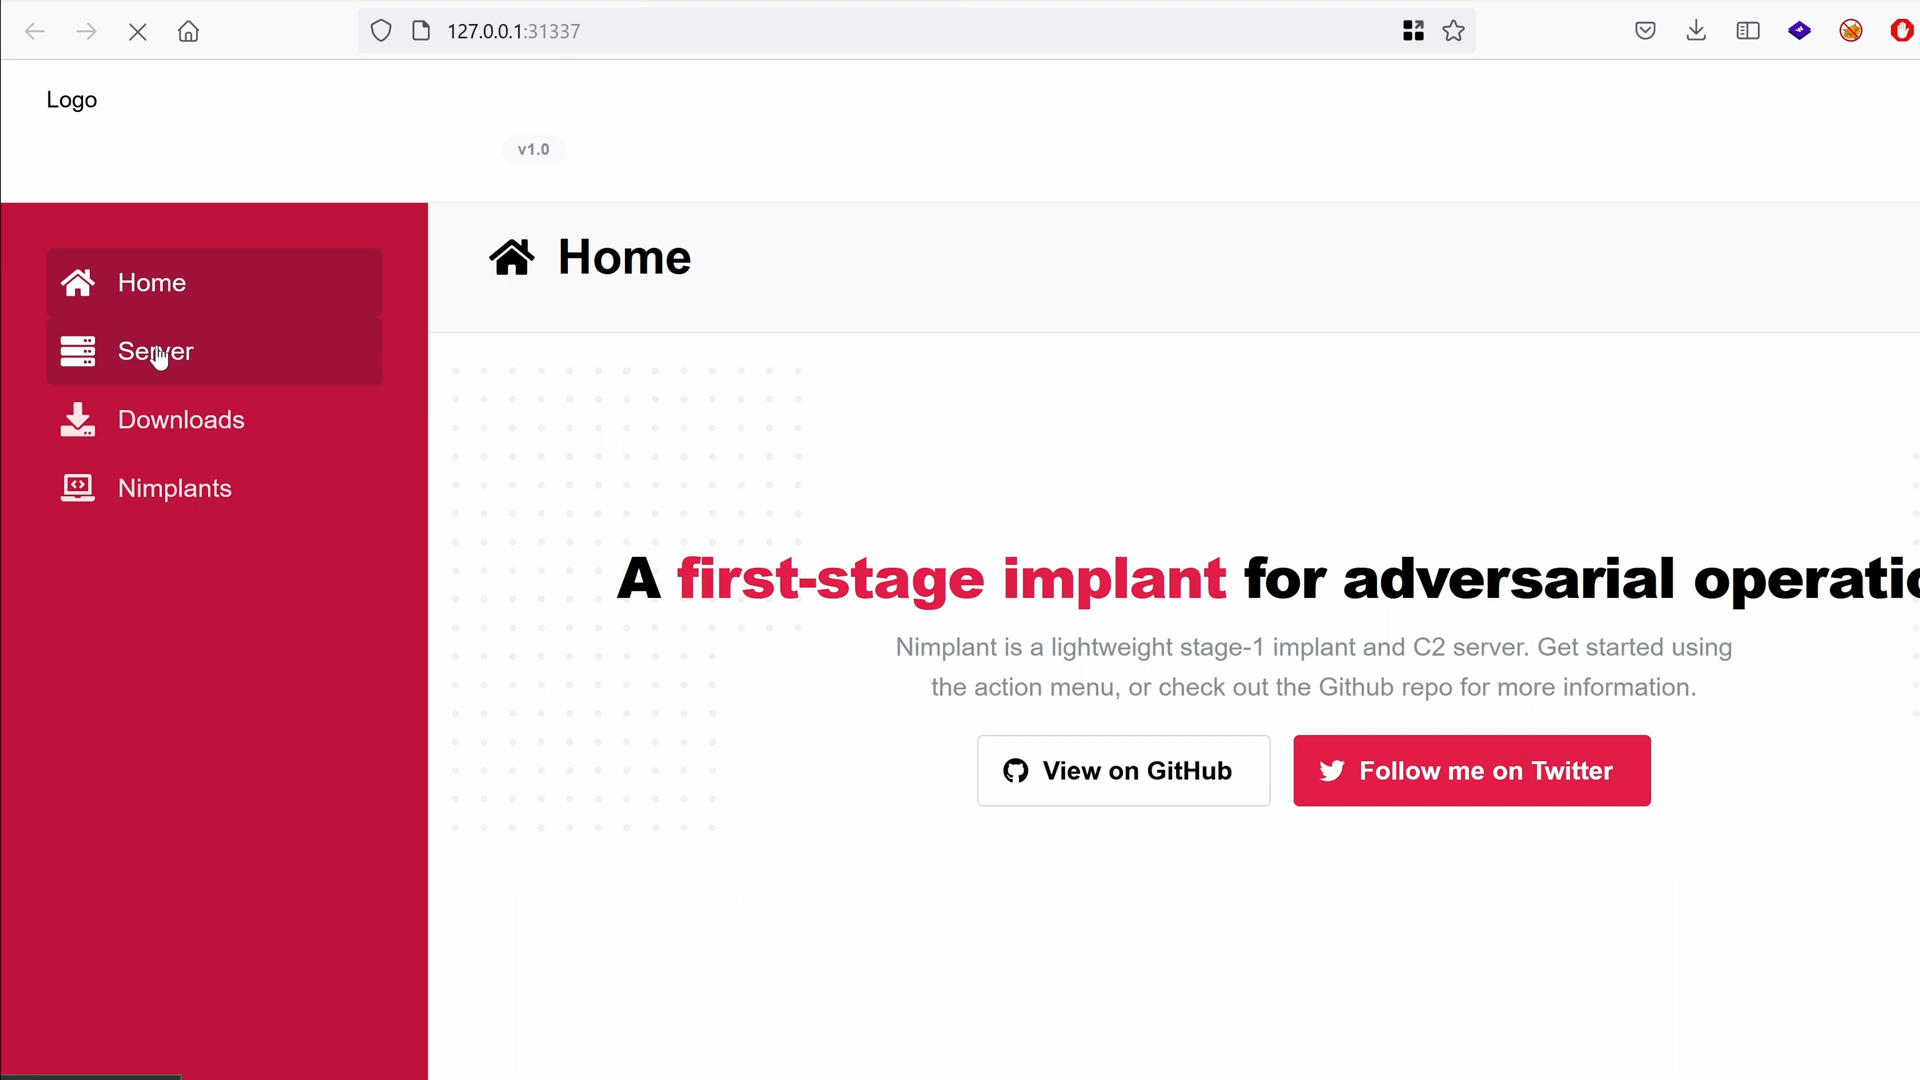 127.0.0.1:31337
Logo
v1.0
Home
Home
Server
Downloads
Nimplants
A first-stage implant for adversarial operatio
Nimplant is a lightweight stage-1 implant and C2 server. Get started using
the action menu, or check out the Github repo for more information.
View on GitHub
Follow me on Twitter